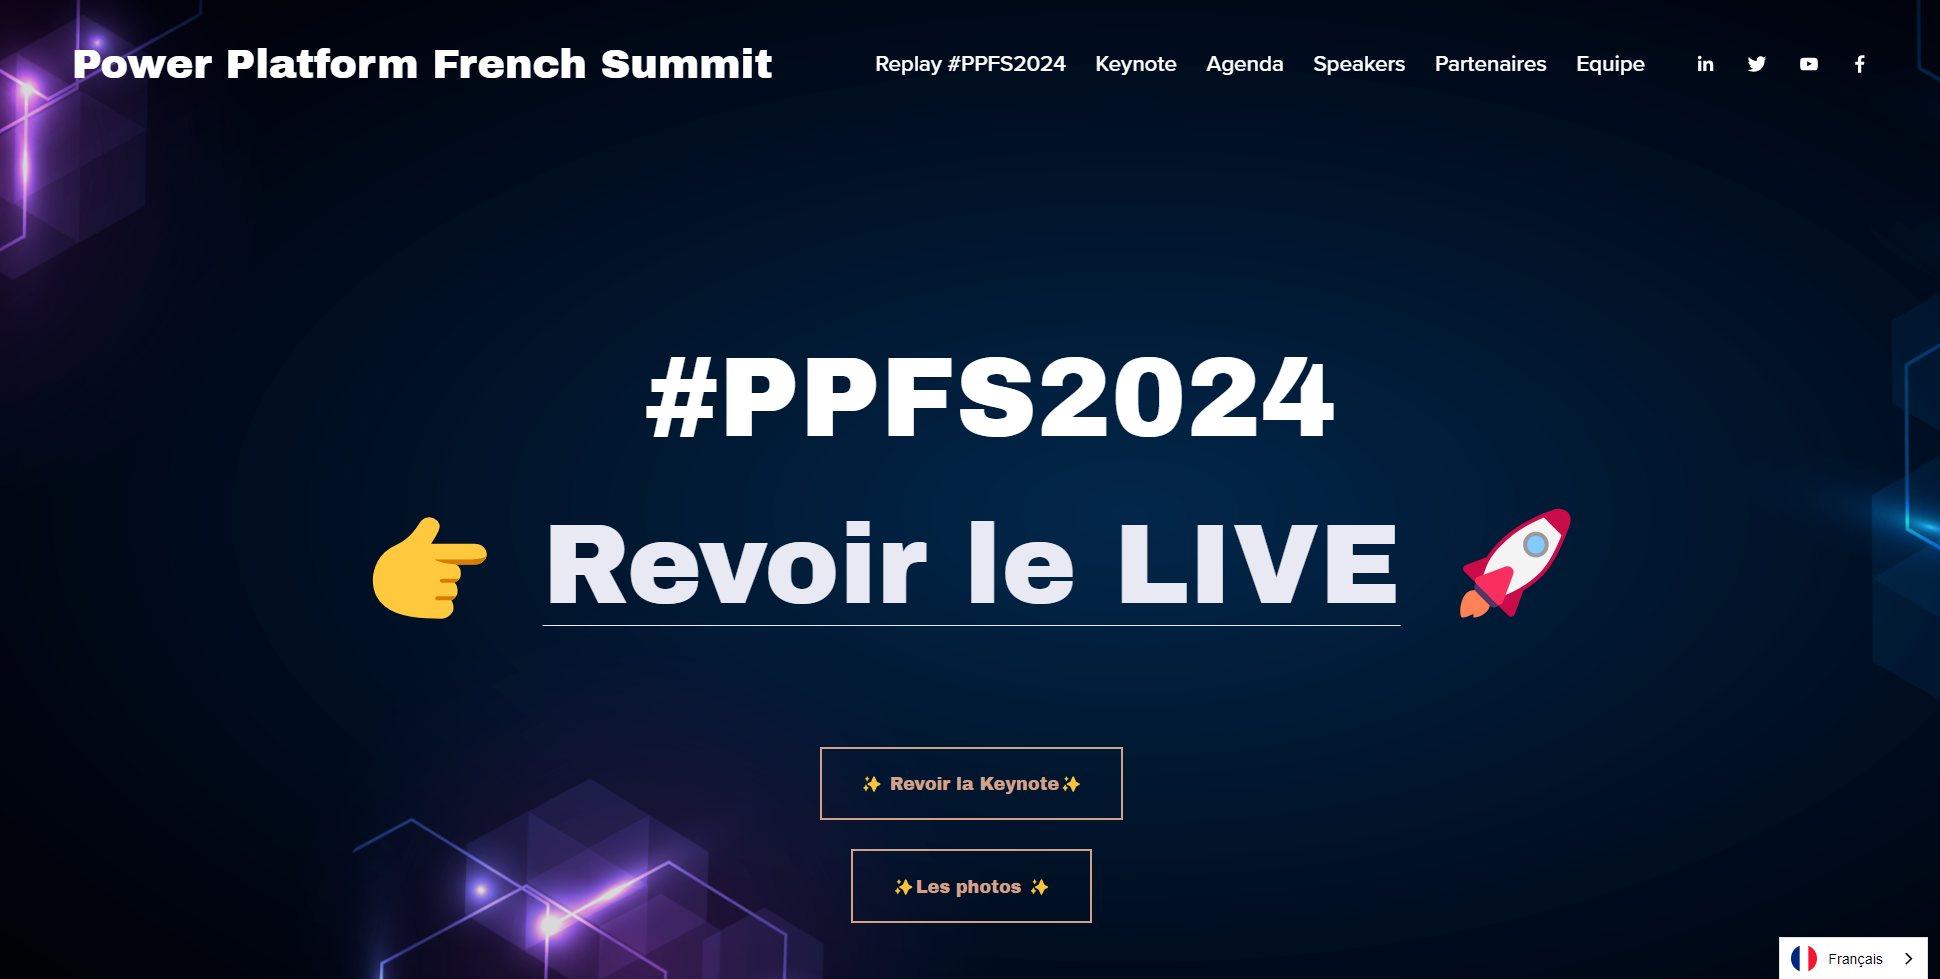 Power Platform French Summit
Replay #PPFS2024 Keynote Agenda Speakers Partenaires Equipe
#PPFS2024
👉 Revoir le LIVE 🚀
✨ Revoir la Keynote✨
✨Les photos ✨
Français